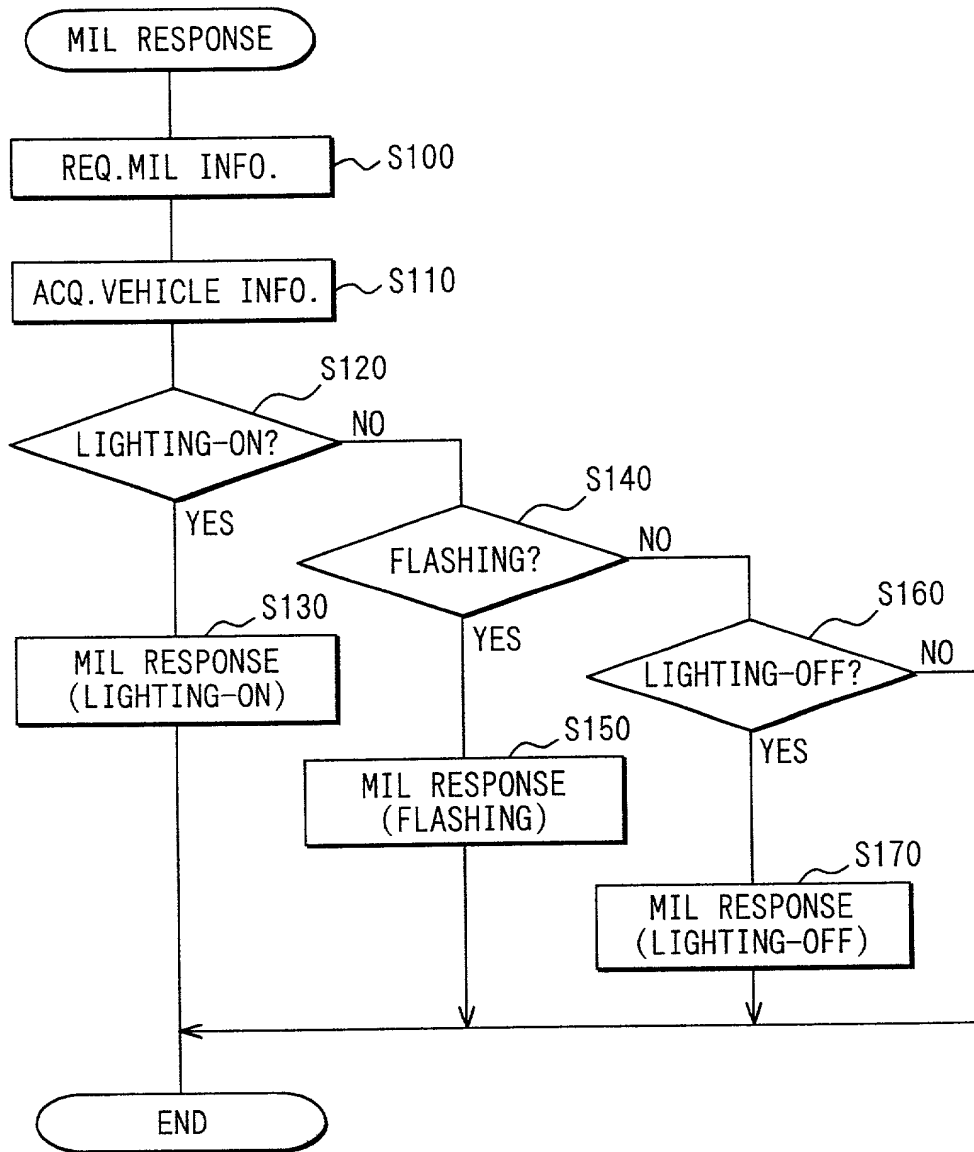 MIL RESPONSE
REQ.MIL INFO.
S100
ACQ.VEHICLE INFO.
S110
S120
LIGHTING-ON?
NO
YES
S140
FLASHING?
NO
YES
S130
MIL RESPONSE
(LIGHTING-ON)
S160
LIGHTING-OFF?
NO
YES
S150
MIL RESPONSE
(FLASHING)
S170
MIL RESPONSE
(LIGHTING-OFF)
END